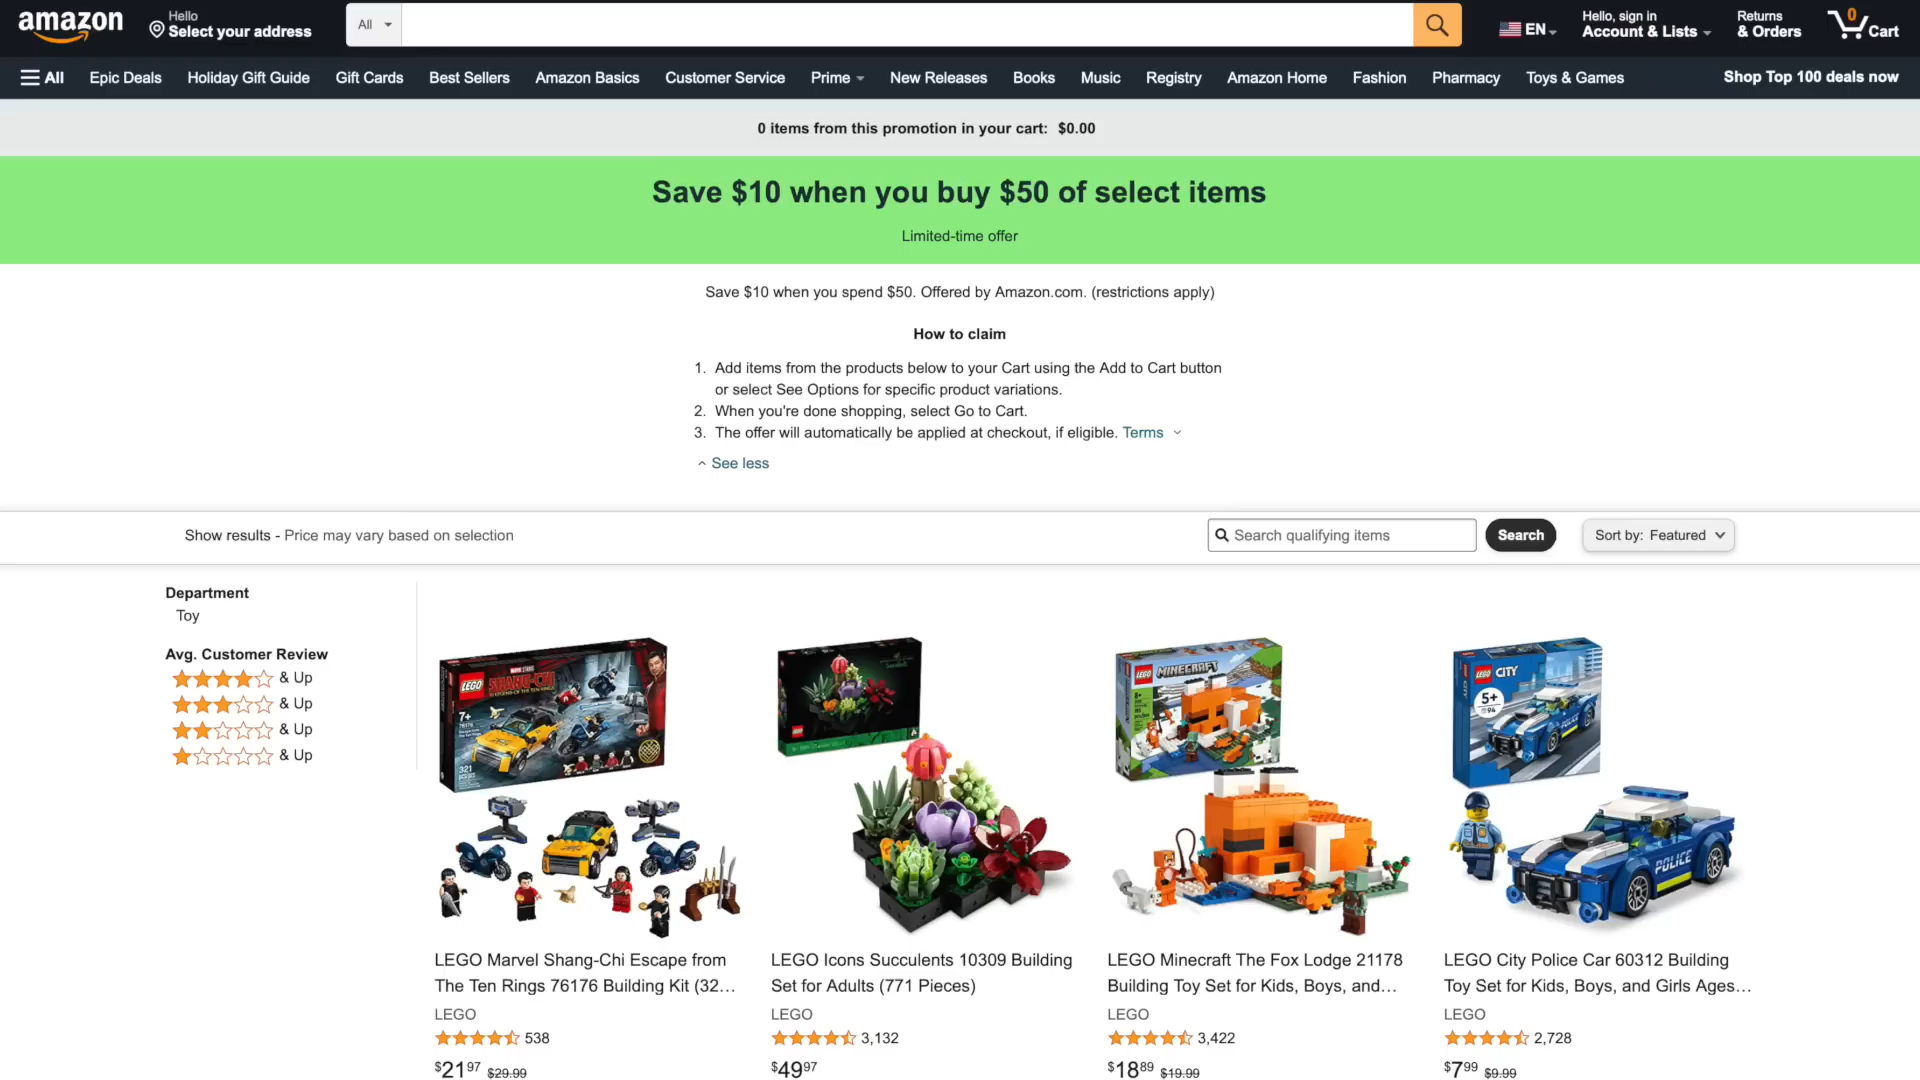 amazon
Hello
Select your address
All
EN
Hello, sign in
Account & Lists
Returns
& Orders
0
Cart
All
Epic Deals
Holiday Gift Guide
Gift Cards
Best Sellers
Amazon Basics
Customer Service
Prime
New Releases
Books
Music
Registry
Amazon Home
Fashion
Pharmacy
Toys & Games
Shop Top 100 deals now
0 items from this promotion in your cart: $0.00
Save $10 when you buy $50 of select items
Limited-time offer
Save $10 when you spend $50. Offered by Amazon.com. (restrictions apply)
How to claim
1. Add items from the products below to your Cart using the Add to Cart button
or select See Options for specific product variations.
2. When you're done shopping, select Go to Cart.
3. The offer will automatically be applied at checkout, if eligible. Terms
See less
Show results - Price may vary based on selection
Search qualifying items
Search
Sort by: Featured
Department
Toy
Avg. Customer Review
& Up
& Up
& Up
& Up
LEGO
SHANG-CHI
7+
76176
321
LEGO
LEGO
MINECRAFT
8+
LEGO CITY
5+
94
POLICE
POLICE
LEGO Marvel Shang-Chi Escape from
The Ten Rings 76176 Building Kit (32…
LEGO
538
$21.97 $29.99
LEGO Icons Succulents 10309 Building
Set for Adults (771 Pieces)
LEGO
3,132
$49.97
LEGO Minecraft The Fox Lodge 21178
Building Toy Set for Kids, Boys, and…
LEGO
3,422
$18.89 $19.99
LEGO City Police Car 60312 Building
Toy Set for Kids, Boys, and Girls Ages…
LEGO
2,728
$7.99 $9.99